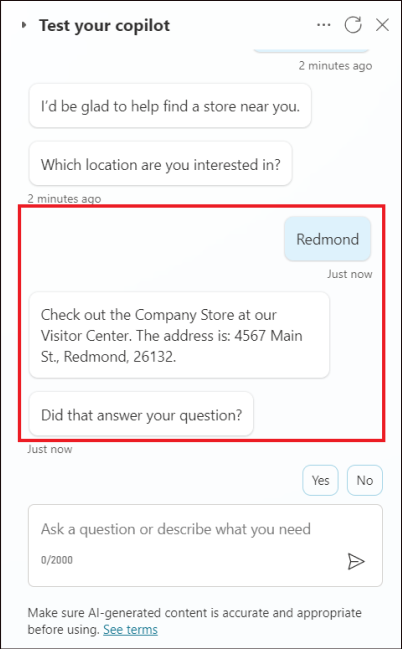 Test your copilot
2 minutes ago
I'd be glad to help find a store near you.
Which location are you interested in?
2 minutes ago
Redmond
Just now
Check out the Company Store at our
Visitor Center. The address is: 4567 Main
St., Redmond, 26132.
Did that answer your question?
Just now
Yes No
Ask a question or describe what you need
0/2000
Make sure AI-generated content is accurate and appropriate
before using. See terms